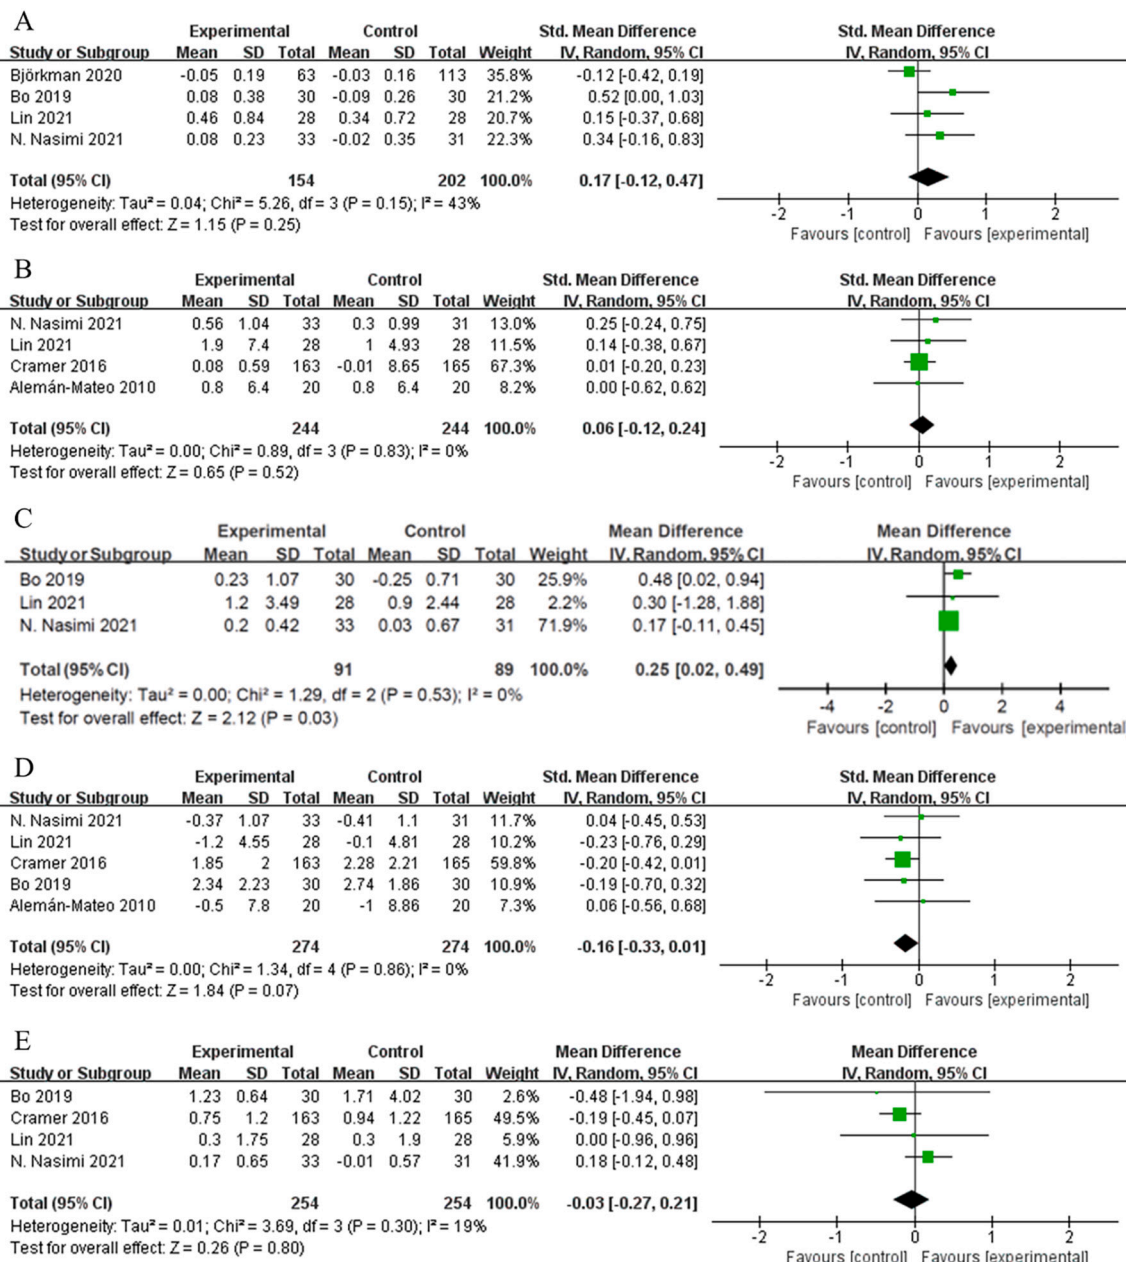 A
Experimental Control Std. Mean Difference Std. Mean Difference
Study or Subgroup Mean SD Total Mean SD Total Weight IV, Random, 95% CI IV, Random, 95% CI
Björkman 2020 -0.05 0.19 63 -0.03 0.16 113 35.8% -0.12 [-0.42, 0.19]
Bo 2019 0.08 0.38 30 -0.09 0.26 30 21.2% 0.52 [0.00, 1.03]
Lin 2021 0.46 0.84 28 0.34 0.72 28 20.7% 0.15 [-0.37, 0.68]
N. Nasimi 2021 0.08 0.23 33 -0.02 0.35 31 22.3% 0.34 [-0.16, 0.83]
Total (95% CI) 154 202 100.0% 0.17 [-0.12, 0.47]
Heterogeneity: Tau² = 0.04; Chi² = 5.26, df = 3 (P = 0.15); I² = 43%
Test for overall effect: Z = 1.15 (P = 0.25)
-2 -1 0 1 2
Favours [control] Favours [experimental]
B
Experimental Control Std. Mean Difference Std. Mean Difference
Study or Subgroup Mean SD Total Mean SD Total Weight IV, Random, 95% CI IV, Random, 95% CI
N. Nasimi 2021 0.56 1.04 33 0.3 0.99 31 13.0% 0.25 [-0.24, 0.75]
Lin 2021 1.9 7.4 28 1 4.93 28 11.5% 0.14 [-0.38, 0.67]
Cramer 2016 0.08 0.59 163 -0.01 8.65 165 67.3% 0.01 [-0.20, 0.23]
Alemán-Mateo 2010 0.8 6.4 20 0.8 6.4 20 8.2% 0.00 [-0.62, 0.62]
Total (95% CI) 244 244 100.0% 0.06 [-0.12, 0.24]
Heterogeneity: Tau² = 0.00; Chi² = 0.89, df = 3 (P = 0.83); I² = 0%
Test for overall effect: Z = 0.65 (P = 0.52)
-2 -1 0 1 2
Favours [control] Favours [experimental]
C
Experimental Control Mean Difference Mean Difference
Study or Subgroup Mean SD Total Mean SD Total Weight IV, Random, 95% CI IV, Random, 95% CI
Bo 2019 0.23 1.07 30 -0.25 0.71 30 25.9% 0.48 [0.02, 0.94]
Lin 2021 1.2 3.49 28 0.9 2.44 28 2.2% 0.30 [-1.28, 1.88]
N. Nasimi 2021 0.2 0.42 33 0.03 0.67 31 71.9% 0.17 [-0.11, 0.45]
Total (95% CI) 91 89 100.0% 0.25 [0.02, 0.49]
Heterogeneity: Tau² = 0.00; Chi² = 1.29, df = 2 (P = 0.53); I² = 0%
Test for overall effect: Z = 2.12 (P = 0.03)
-4 -2 0 2 4
Favours [control] Favours [experimental]
D
Experimental Control Std. Mean Difference Std. Mean Difference
Study or Subgroup Mean SD Total Mean SD Total Weight IV, Random, 95% CI IV, Random, 95% CI
N. Nasimi 2021 -0.37 1.07 33 -0.41 1.1 31 11.7% 0.04 [-0.45, 0.53]
Lin 2021 -1.2 4.55 28 -0.1 4.81 28 10.2% -0.23 [-0.76, 0.29]
Cramer 2016 1.85 2 163 2.28 2.21 165 59.8% -0.20 [-0.42, 0.01]
Bo 2019 2.34 2.23 30 2.74 1.86 30 10.9% -0.19 [-0.70, 0.32]
Alemán-Mateo 2010 -0.5 7.8 20 -1 8.86 20 7.3% 0.06 [-0.56, 0.68]
Total (95% CI) 274 274 100.0% -0.16 [-0.33, 0.01]
Heterogeneity: Tau² = 0.00; Chi² = 1.34, df = 4 (P = 0.86); I² = 0%
Test for overall effect: Z = 1.84 (P = 0.07)
-2 -1 0 1 2
Favours [control] Favours [experimental]
E
Experimental Control Mean Difference Mean Difference
Study or Subgroup Mean SD Total Mean SD Total Weight IV, Random, 95% CI IV, Random, 95% CI
Bo 2019 1.23 0.64 30 1.71 4.02 30 2.6% -0.48 [-1.94, 0.98]
Cramer 2016 0.75 1.2 163 0.94 1.22 165 49.5% -0.19 [-0.45, 0.07]
Lin 2021 0.3 1.75 28 0.3 1.9 28 5.9% 0.00 [-0.96, 0.96]
N. Nasimi 2021 0.17 0.65 33 -0.01 0.57 31 41.9% 0.18 [-0.12, 0.48]
Total (95% CI) 254 254 100.0% -0.03 [-0.27, 0.21]
Heterogeneity: Tau² = 0.01; Chi² = 3.69, df = 3 (P = 0.30); I² = 19%
Test for overall effect: Z = 0.26 (P = 0.80)
-1 0 1 2
Favours [control] Favours [experimental]